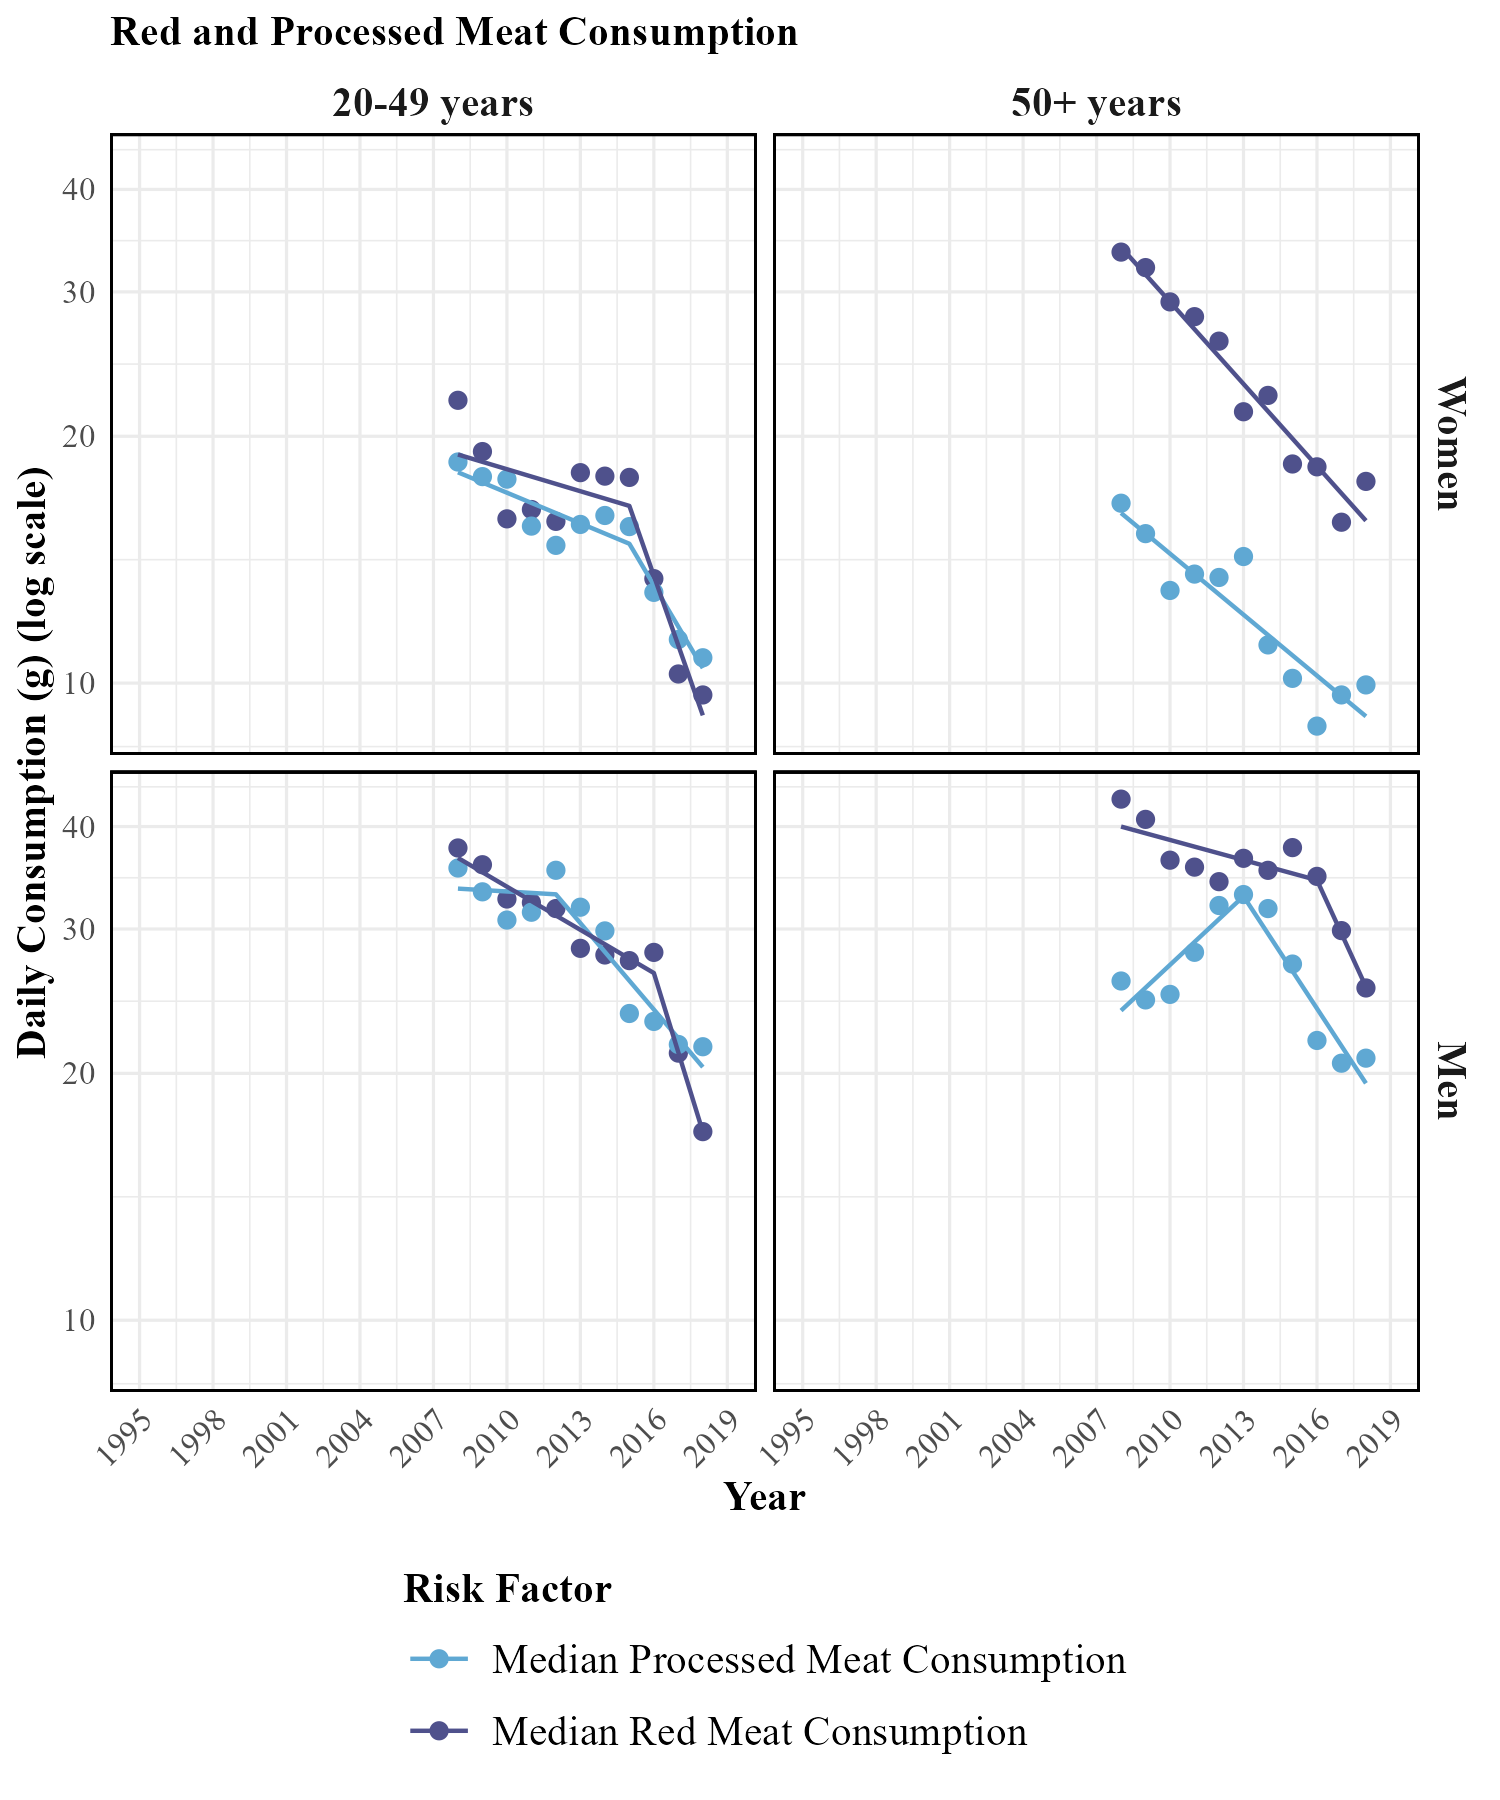 Red and Processed Meat Consumption
20-49 years
50+ years
40
30
20
10
Women
Daily Consumption (g) (log scale)
40
30
20
10
Men
1995
1998
2001
2004
2007
2010
2013
2016
2019
1995
1998
2001
2004
2007
2010
2013
2016
2019
Year
Risk Factor
Median Processed Meat Consumption
Median Red Meat Consumption